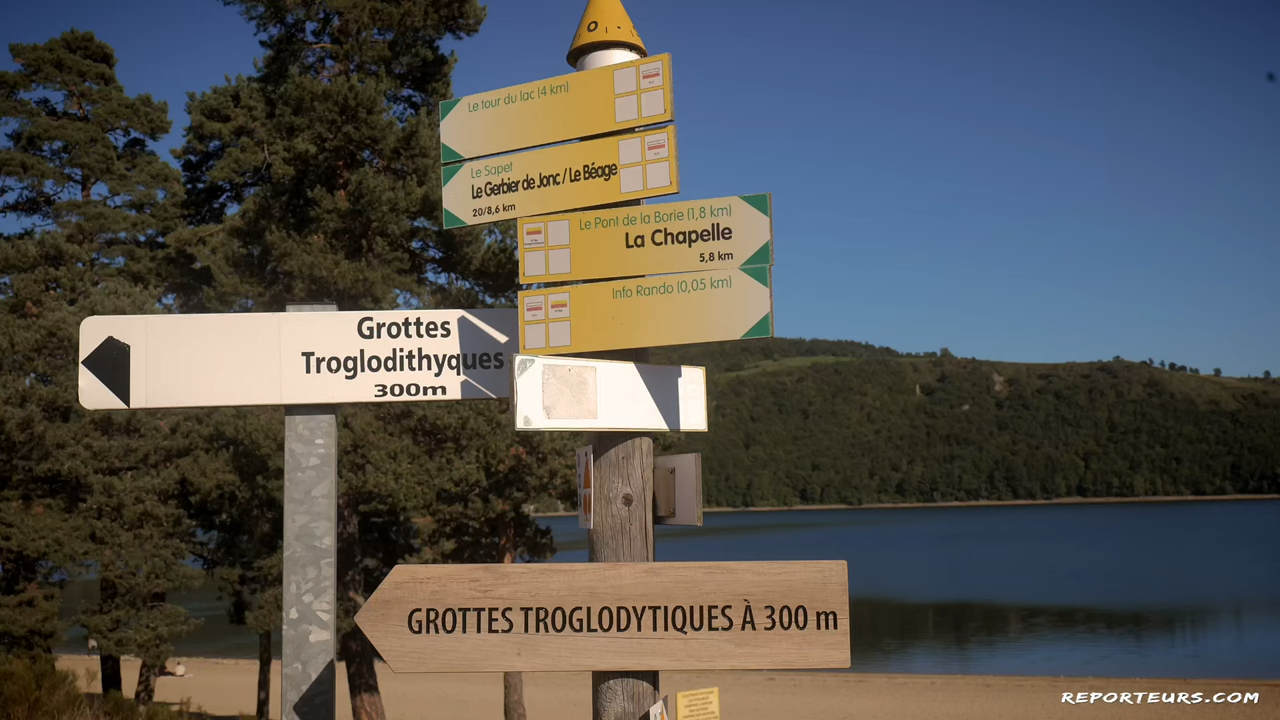 Le tour du lac (4 km)
Le Sapet
Le Gerbier de Jonc / Le Béage
20/8,6 km
Le Pont de la Borie (1,8 km)
La Chapelle
5,8 km
Info Rando (0,05 km)
Grottes
Troglodithyques
300m
GROTTES TROGLODYTIQUES À 300 m
REPORTEURS.COM